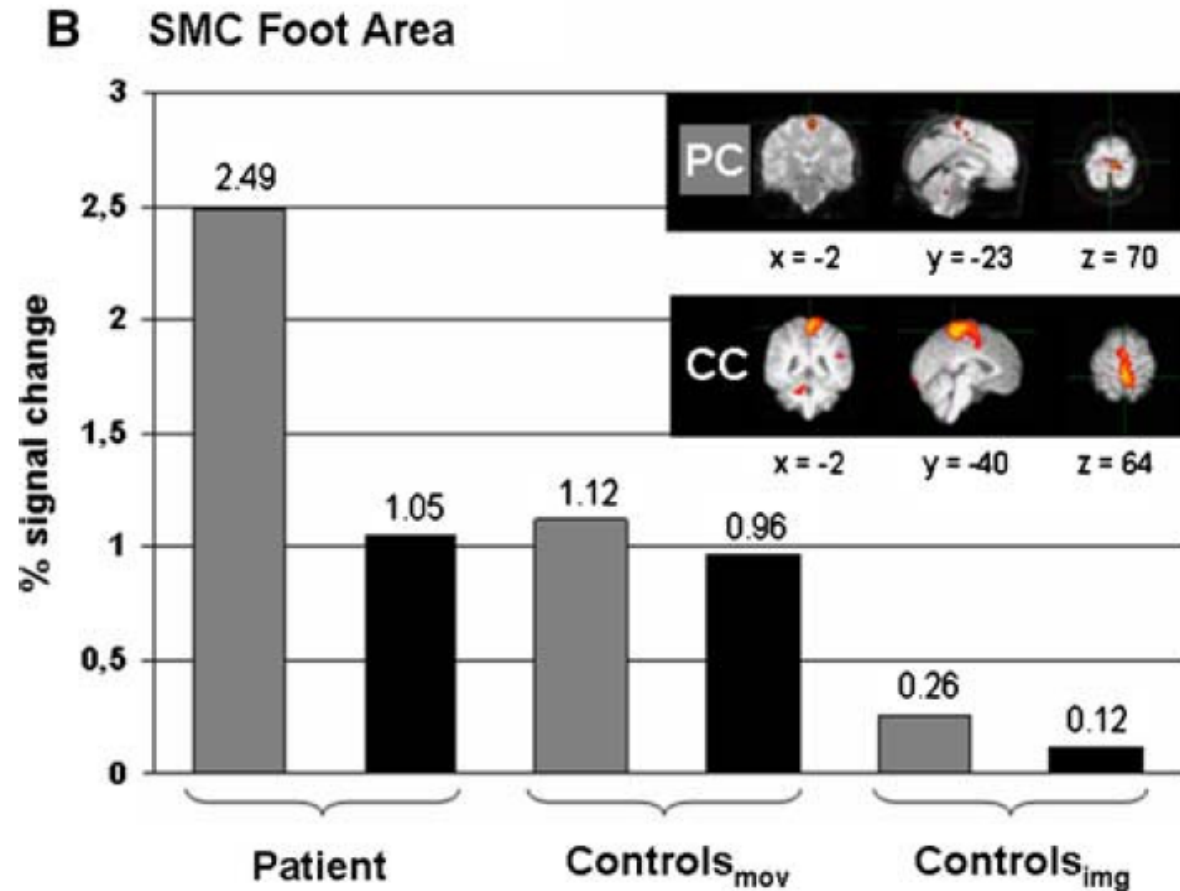 B SMC Foot Area
% signal change
3
2,5
2
1,5
1
0,5
0
2.49
1.05
1.12
0.96
0.26
0.12
PC
x = -2 y = -23 z = 70
CC
x = -2 y = -40 z = 64
Patient Controlsmov Controlsimg